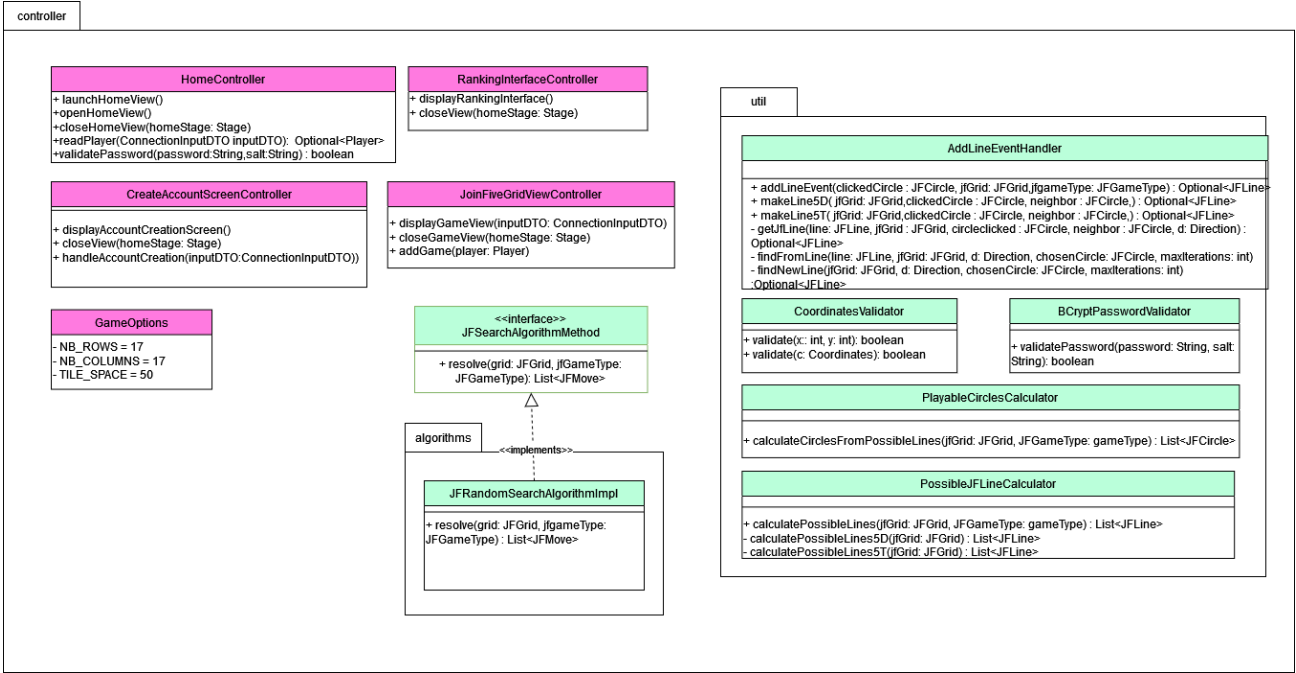 controller
HomeController
+ launchHomeView()
+openHomeView()
+closeHomeView(homeStage: Stage)
+readPlayer(ConnectionInputDTO inputDTO): Optional<Player>
+validatePassword(password:String,salt:String) : boolean
RankingInterfaceController
+ displayRankingInterface()
+ closeView(homeStage: Stage)
CreateAccountScreenController
+ displayAccountCreationScreen()
+ closeView(homeStage: Stage)
+ handleAccountCreation(inputDTO:ConnectionInputDTO))
JoinFiveGridViewController
+ displayGameView(inputDTO: ConnectionInputDTO)
+ closeGameView(homeStage: Stage)
+ addGame(player: Player)
GameOptions
- NB_ROWS = 17
- NB_COLUMNS = 17
- TILE_SPACE = 50
<<interface>>
JFSearchAlgorithmMethod
+ resolve(grid: JFGrid, jfGameType:
JFGameType): List<JFMove>
algorithms
<<implements>>
JFRandomSearchAlgorithmImpl
+ resolve(grid: JFGrid, jfgameType:
JFGameType) : List<JFMove>
util
AddLineEventHandler
+ addLineEvent(clickedCircle : JFCircle, jfGrid: JFGrid,jfgameType: JFGameType) : Optional<JFLine>
+ makeLine5D( jfGrid: JFGrid,clickedCircle : JFCircle, neighbor : JFCircle,) : Optional<JFLine>
+ makeLine5T( jfGrid: JFGrid,clickedCircle : JFCircle, neighbor : JFCircle,) : Optional<JFLine>
- getJfLine(line: JFLine, jfGrid : JFGrid, circleclicked : JFCircle, neighbor : JFCircle, d: Direction) :
Optional<JFLine>
- findFromLine(line: JFLine, jfGrid: JFGrid, d: Direction, chosenCircle: JFCircle, maxIterations: int)
- findNewLine(jfGrid: JFGrid, d: Direction, chosenCircle: JFCircle, maxIterations: int)
:Optional<JFLine>
CoordinatesValidator
+ validate(x:: int, y: int): boolean
+ validate(c: Coordinates): boolean
BCryptPasswordValidator
+ validatePassword(password: String, salt:
String): boolean
PlayableCirclesCalculator
+ calculateCirclesFromPossibleLines(jfGrid: JFGrid, JFGameType: gameType) : List<JFCircle>
PossibleJFLineCalculator
+ calculatePossibleLines(jfGrid: JFGrid, JFGameType: gameType) : List<JFLine>
- calculatePossibleLines5D(jfGrid: JFGrid) : List<JFLine>
- calculatePossibleLines5T(jfGrid: JFGrid) : List<JFLine>